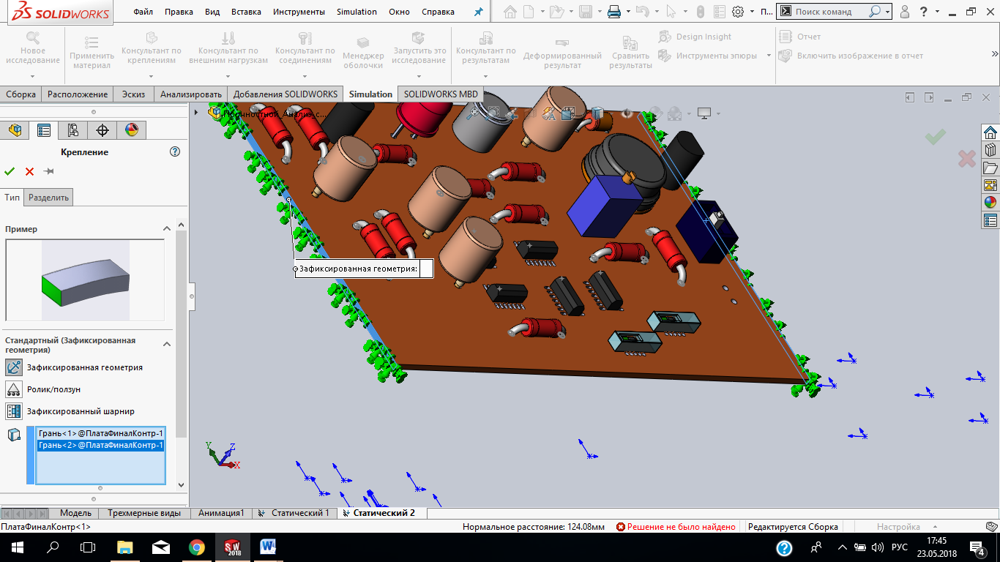 SOLIDWORKS
Файл Правка Вид Вставка Инструменты Simulation Окно Справка
П... Поиск команд
Новое исследование
Применить материал
Консультант по креплениям
Консультант по внешним нагрузкам
Консультант по соединениям
Менеджер оболочки
Запустить это исследование
Консультант по результатам
Деформированный результат
Сравнить результаты
Design Insight
Инструменты эпюры
Отчет
Включить изображение в отчет
Сборка Расположение Эскиз Анализировать Добавления SOLIDWORKS Simulation SOLIDWORKS MBD
Прочностной_Анализ_с...
Крепление
Тип Разделить
Пример
Стандартный (Зафиксированная
геометрия)
Зафиксированная геометрия
Ролик/ползун
Зафиксированный шарнир
Грань<1>@ПлатаФиналКонтр-1
Грань<2>@ПлатаФиналКонтр-1
Зафиксированная геометрия:
Y
Z
X
Модель Трехмерные виды Анимация1 Статический 1 Статический 2
ПлатаФиналКонтр<1>
Нормальное расстояние: 124.08мм Решение не было найдено Редактируется Сборка Настройка
SW 2018
РУС
17:45
23.05.2018
4